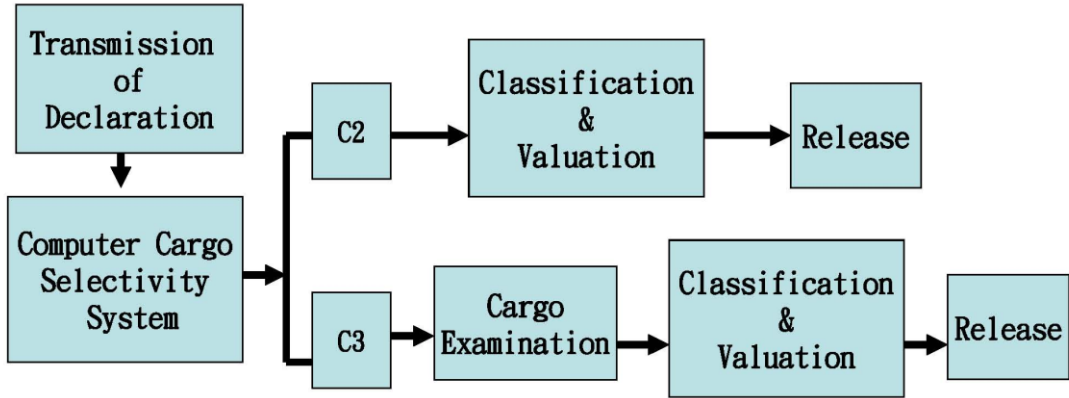 Transmission
of
Declaration
Computer Cargo
Selectivity
System
C2
Classification
&
Valuation
Release
C3
Cargo
Examination
Classification
&
Valuation
Release